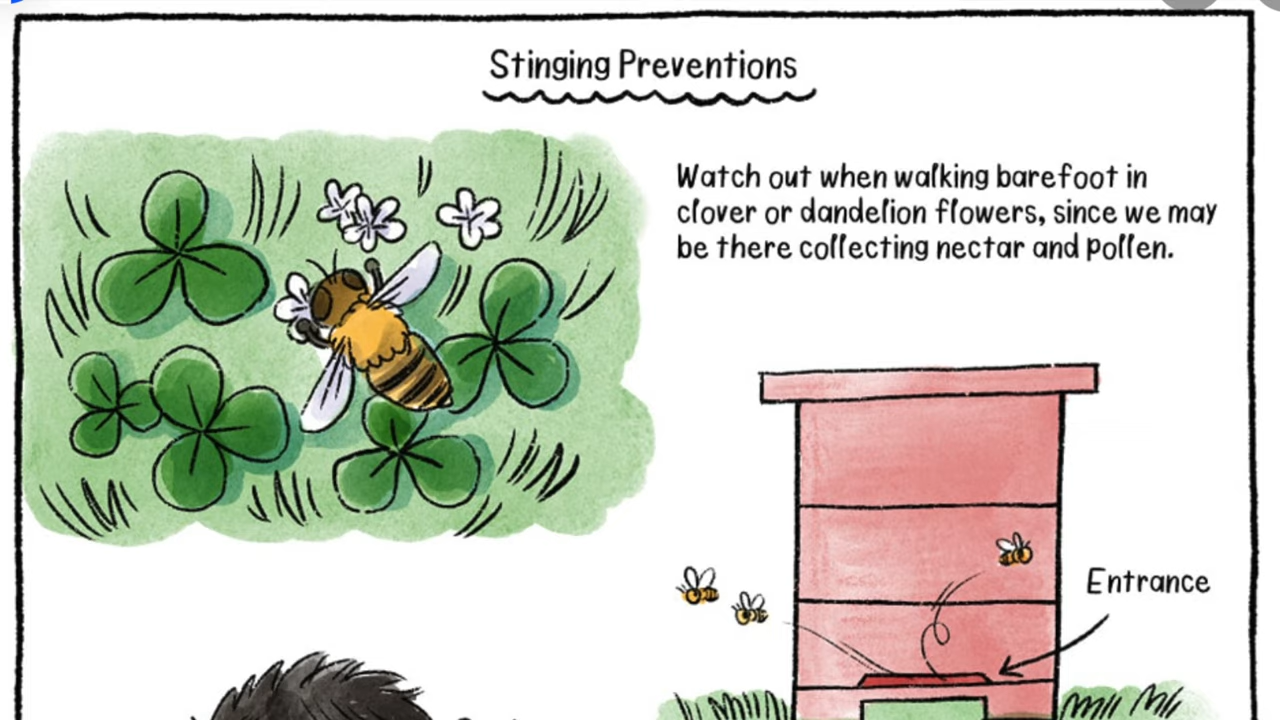 Stinging Preventions
Watch out when walking barefoot in
clover or dandelion flowers, since we may
be there collecting nectar and pollen.
Entrance